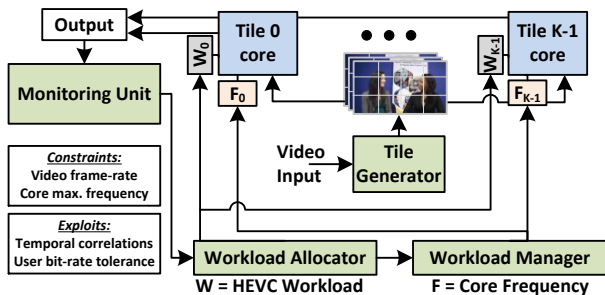 Output
Tile 0
core
W0
F0
Tile K-1
core
WK-1
FK-1
Monitoring Unit
Video
Input
Tile
Generator
Constraints:
Video frame-rate
Core max. frequency
Exploits:
Temporal correlations
User bit-rate tolerance
Workload Allocator
Workload Manager
W = HEVC Workload
F = Core Frequency